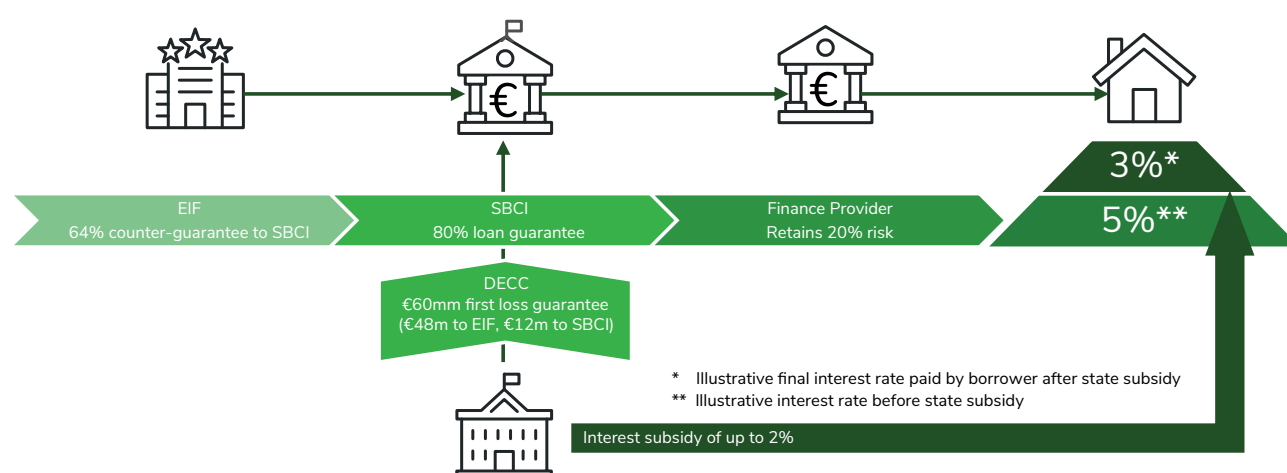 €
€
3%*
EIF
64% counter-guarantee to SBCI
SBCI
80% loan guarantee
Finance Provider
Retains 20% risk
5%**
DECC
€60mm first loss guarantee
(€48m to EIF, €12m to SBCI)
* Illustrative final interest rate paid by borrower after state subsidy
** Illustrative interest rate before state subsidy
Interest subsidy of up to 2%